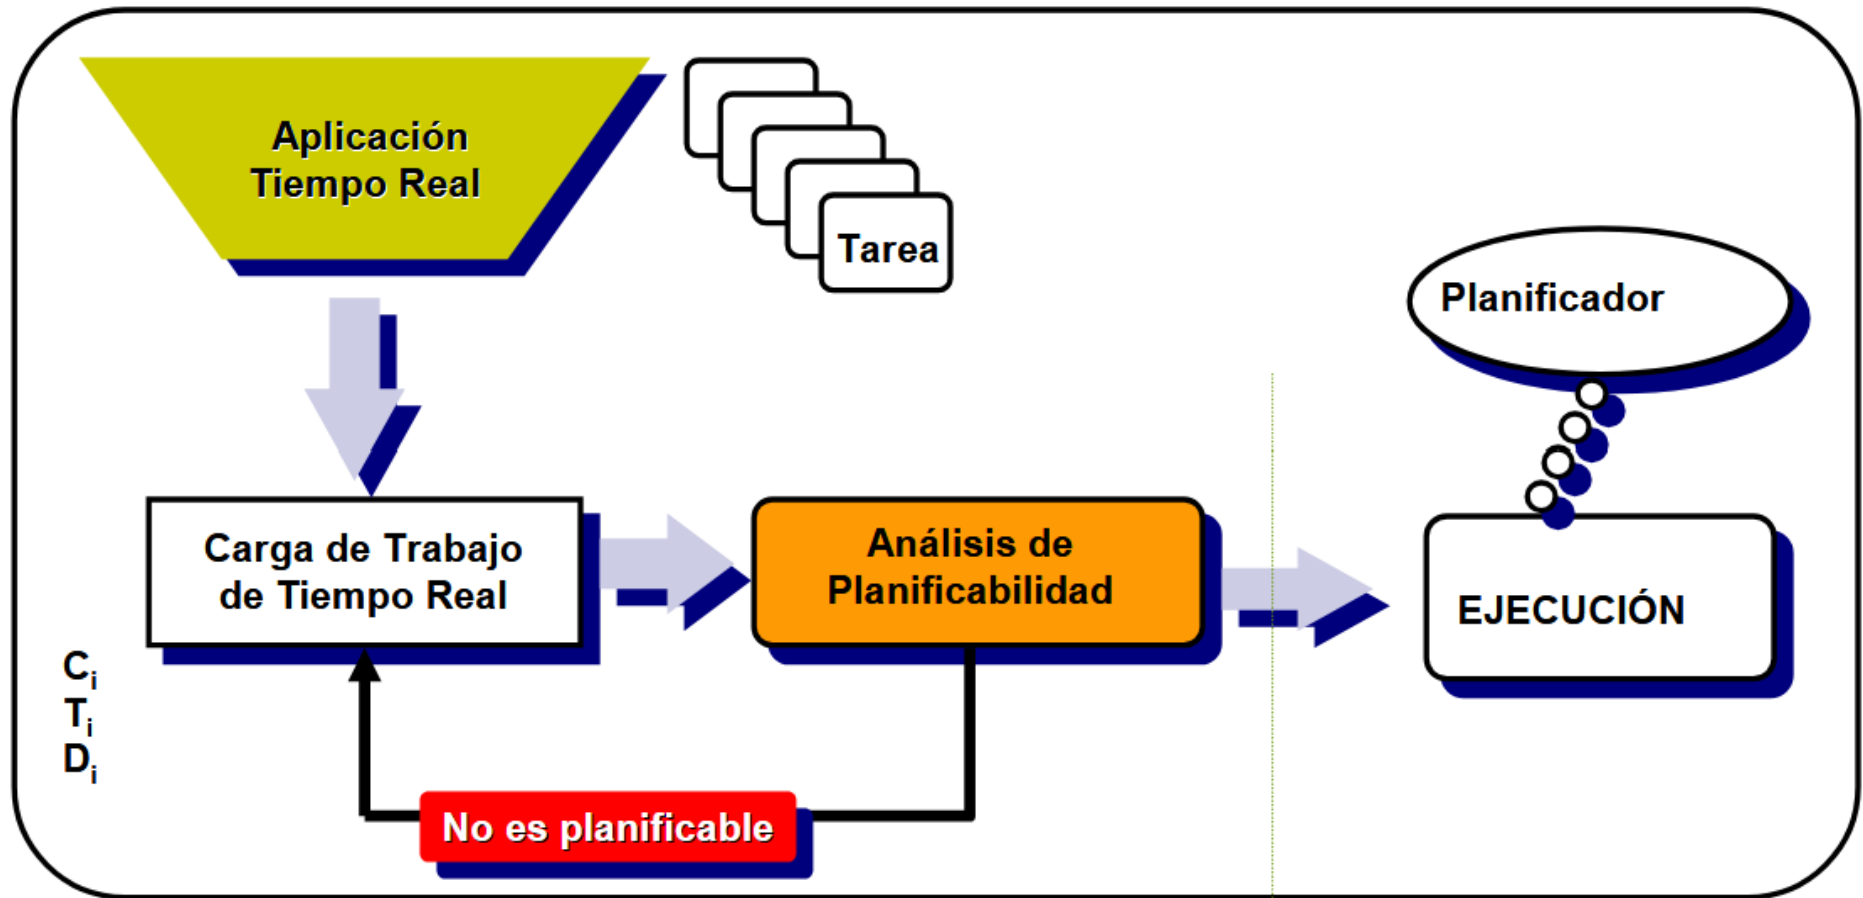 Aplicación
Tiempo Real
Tarea
Planificador
Carga de Trabajo
de Tiempo Real
Análisis de
Planificabilidad
EJECUCIÓN
Ci
Ti
Di
No es planificable